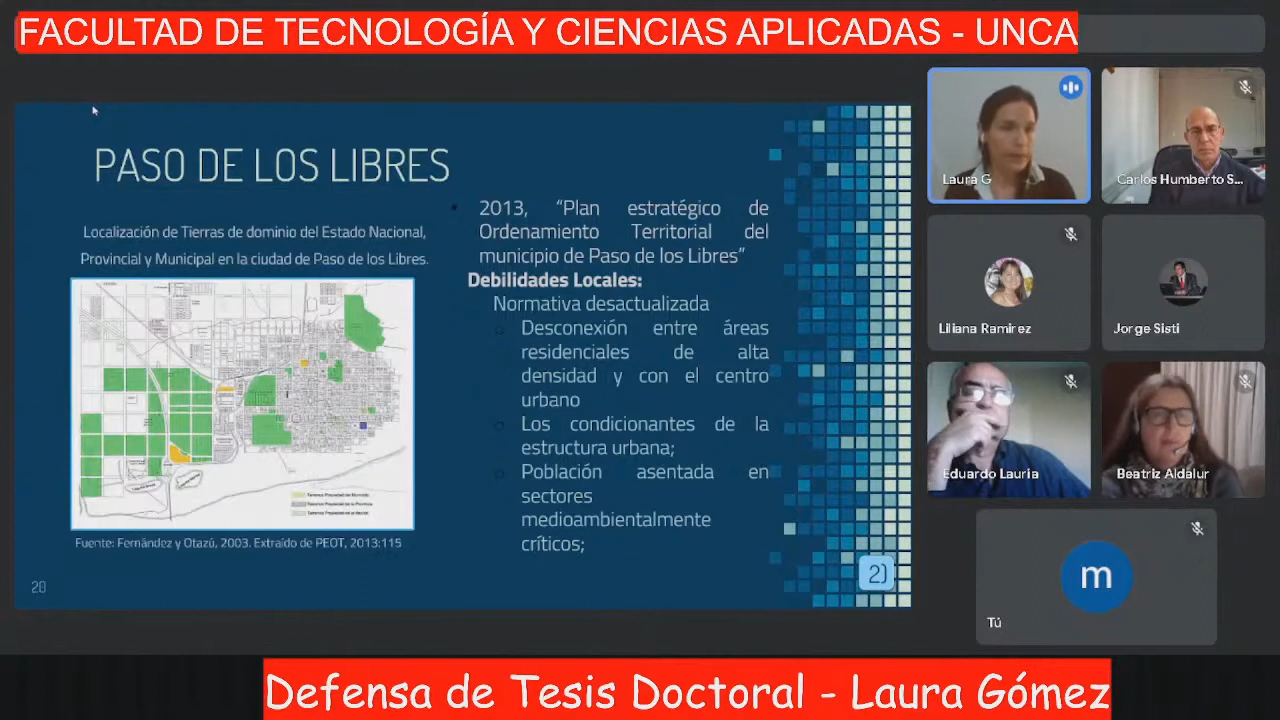 FACULTAD DE TECNOLOGÍA Y CIENCIAS APLICADAS - UNCA
PASO DE LOS LIBRES
Localización de Tierras de dominio del Estado Nacional,
Provincial y Municipal en la ciudad de Paso de los Libres.
Fuente: Fernández y Otazú, 2003. Extraído de PEOT, 2013:115
20
2013, “Plan estratégico de
Ordenamiento Territorial del
municipio de Paso de los Libres”
Debilidades Locales:
Normativa desactualizada
Desconexión entre áreas
residenciales de alta
densidad y con el centro
urbano
Los condicionantes de la
estructura urbana;
Población asentada en
sectores
medioambientalmente
críticos;
2)
Laura G
Carlos Humberto S...
Liliana Ramirez
Jorge Sisti
Eduardo Lauria
Beatriz Aldalur
m
Tú
Defensa de Tesis Doctoral - Laura Gómez